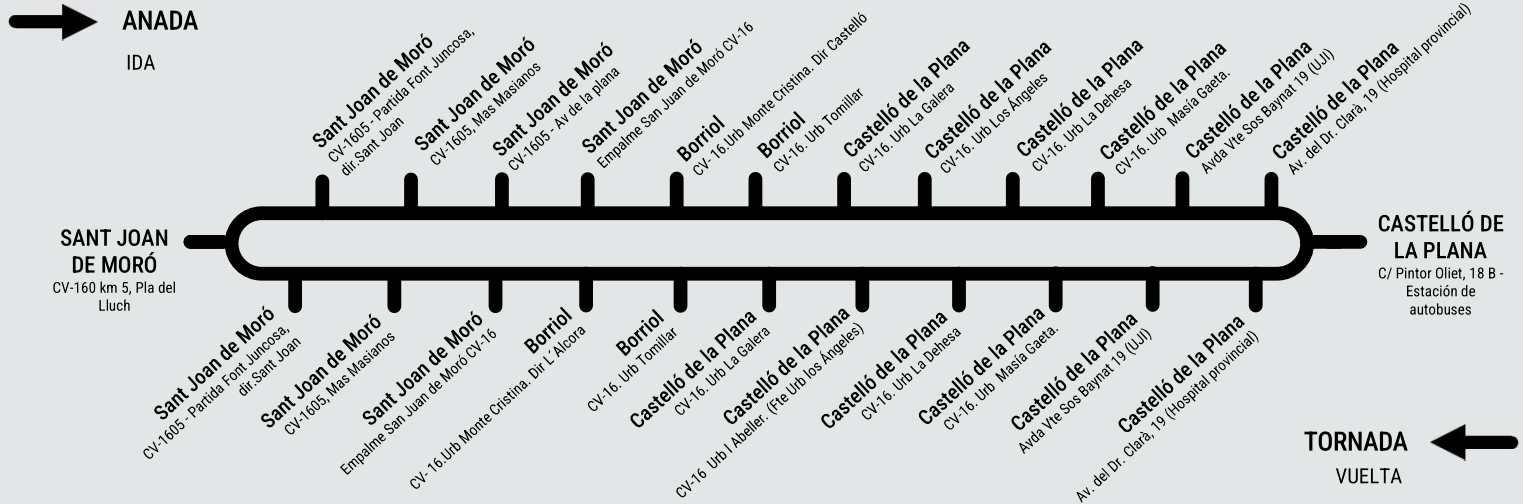 ANADA
IDA
Sant Joan de Moró
CV-1605 - Partida Font Juncosa,
dir.Sant Joan
Sant Joan de Moró
CV-1605, Mas Masianos
Sant Joan de Moró
CV-1605 - Av de la plana
Sant Joan de Moró
Empalme San Juan de Moró CV-16
Borriol
CV- 16.Urb Monte Cristina. Dir Castelló
Borriol
CV-16. Urb Tomillar
Castelló de la Plana
CV-16. Urb La Galera
Castelló de la Plana
CV-16. Urb Los Ángeles
Castelló de la Plana
CV-16. Urb La Dehesa
Castelló de la Plana
CV-16. Urb  Masía Gaeta.
Castelló de la Plana
Avda Vte Sos Baynat 19 (UJI)
Castelló de la Plana
Av. del Dr. Clarà, 19 (Hospital provincial)
SANT JOAN
DE MORÓ
CV-160 km 5, Pla del
Lluch
CASTELLÓ DE
LA PLANA
C/ Pintor Oliet, 18 B -
Estación de
autobuses
Sant Joan de Moró
CV-1605 - Partida Font Juncosa,
dir.Sant Joan
Sant Joan de Moró
CV-1605, Mas Masianos
Sant Joan de Moró
Empalme San Juan de Moró CV-16
Borriol
CV- 16.Urb Monte Cristina. Dir L´Alcora
Borriol
CV-16. Urb Tomillar
Castelló de la Plana
CV-16. Urb La Galera
Castelló de la Plana
CV-16  Urb l Abeller. (Fte Urb los Ángeles)
Castelló de la Plana
CV-16. Urb La Dehesa
Castelló de la Plana
CV-16. Urb  Masía Gaeta.
Castelló de la Plana
Avda Vte Sos Baynat 19 (UJI)
Castelló de la Plana
Av. del Dr. Clarà, 19 (Hospital provincial)
TORNADA
VUELTA